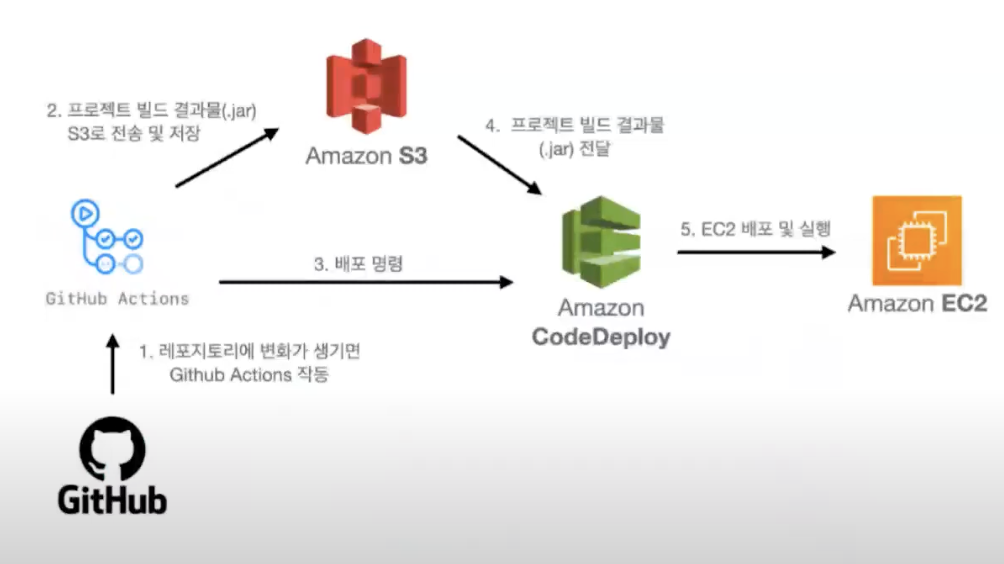 2. 프로젝트 빌드 결과물(.jar)
S3로 전송 및 저장
Amazon S3
4. 프로젝트 빌드 결과물
(.jar) 전달
GitHub Actions
3. 배포 명령
Amazon
CodeDeploy
5. EC2 배포 및 실행
Amazon EC2
1. 레포지토리에 변화가 생기면
Github Actions 작동
GitHub